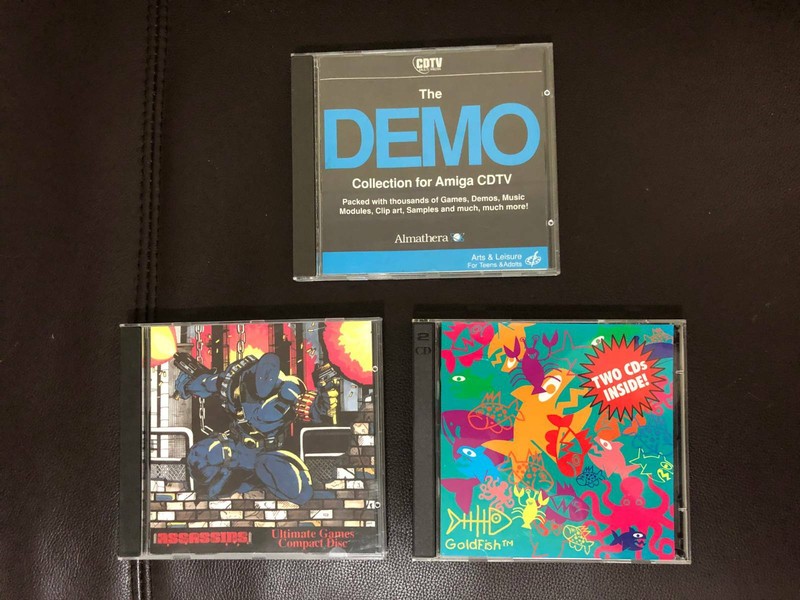 CDTV
The
DEMO
Collection for Amiga CDTV
Packed with thousands of Games, Demos, Music
Modules, Clip art, Samples and much, much more!
Almathera
Arts & Leisure
For Teens & Adults
ASSASSINS
Ultimate Games
Compact Disc
2
CD
TWO CDs
INSIDE!
GoldFish™